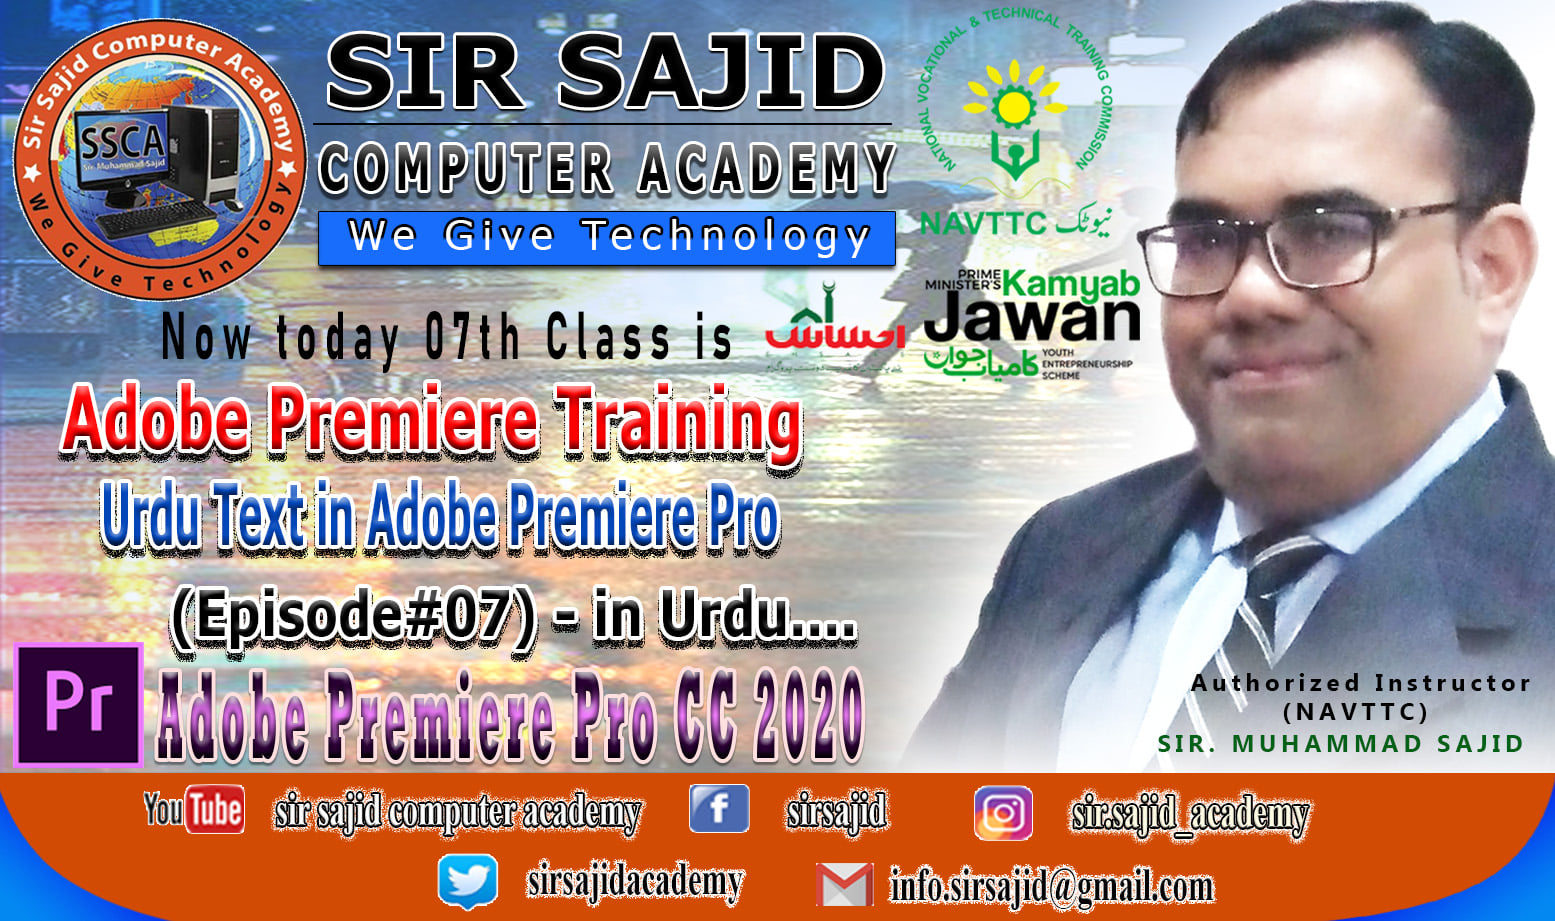 Sir Sajid Computer Academy
We Give Technology
SSCA
Sir Muhammad Sajid
SIR SAJID
COMPUTER ACADEMY
We Give Technology
NATIONAL VOCATIONAL & TECHNICAL TRAINING COMMISSION
NAVTTC نیوٹک
احساس
PRIME
MINISTER'S Kamyab
Jawan
کامیاب جوان
YOUTH
ENTREPRENEURSHIP
SCHEME
Now today 07th Class is
Adobe Premiere Training
Urdu Text in Adobe Premiere Pro
(Episode#07) - in Urdu....
Pr
Adobe Premiere Pro CC 2020
Authorized Instructor
(NAVTTC)
SIR. MUHAMMAD SAJID
YouTube sir sajid computer academy
f sirsajid
sir.sajid_academy
sirsajidacademy
info.sirsajid@gmail.com